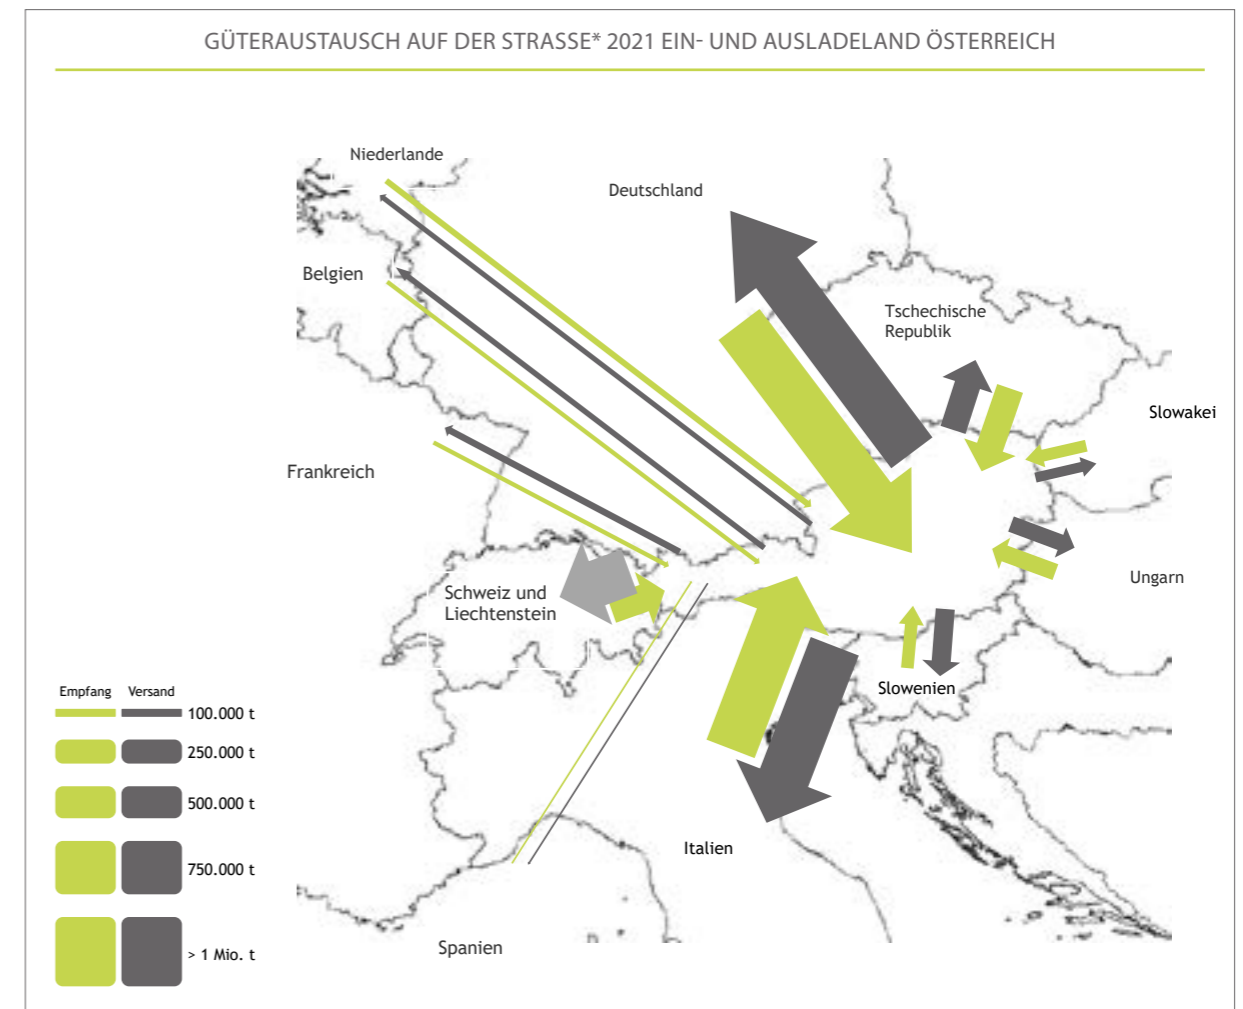 GÜTERAUSTAUSCH AUF DER STRASSE* 2021 EIN- UND AUSLADELAND ÖSTERREICH
Niederlande
Deutschland
Belgien
Tschechische
Republik
Slowakei
Frankreich
Ungarn
Schweiz und
Liechtenstein
Slowenien
Empfang Versand
100.000 t
250.000 t
500.000 t
750.000 t
> 1 Mio. t
Italien
Spanien